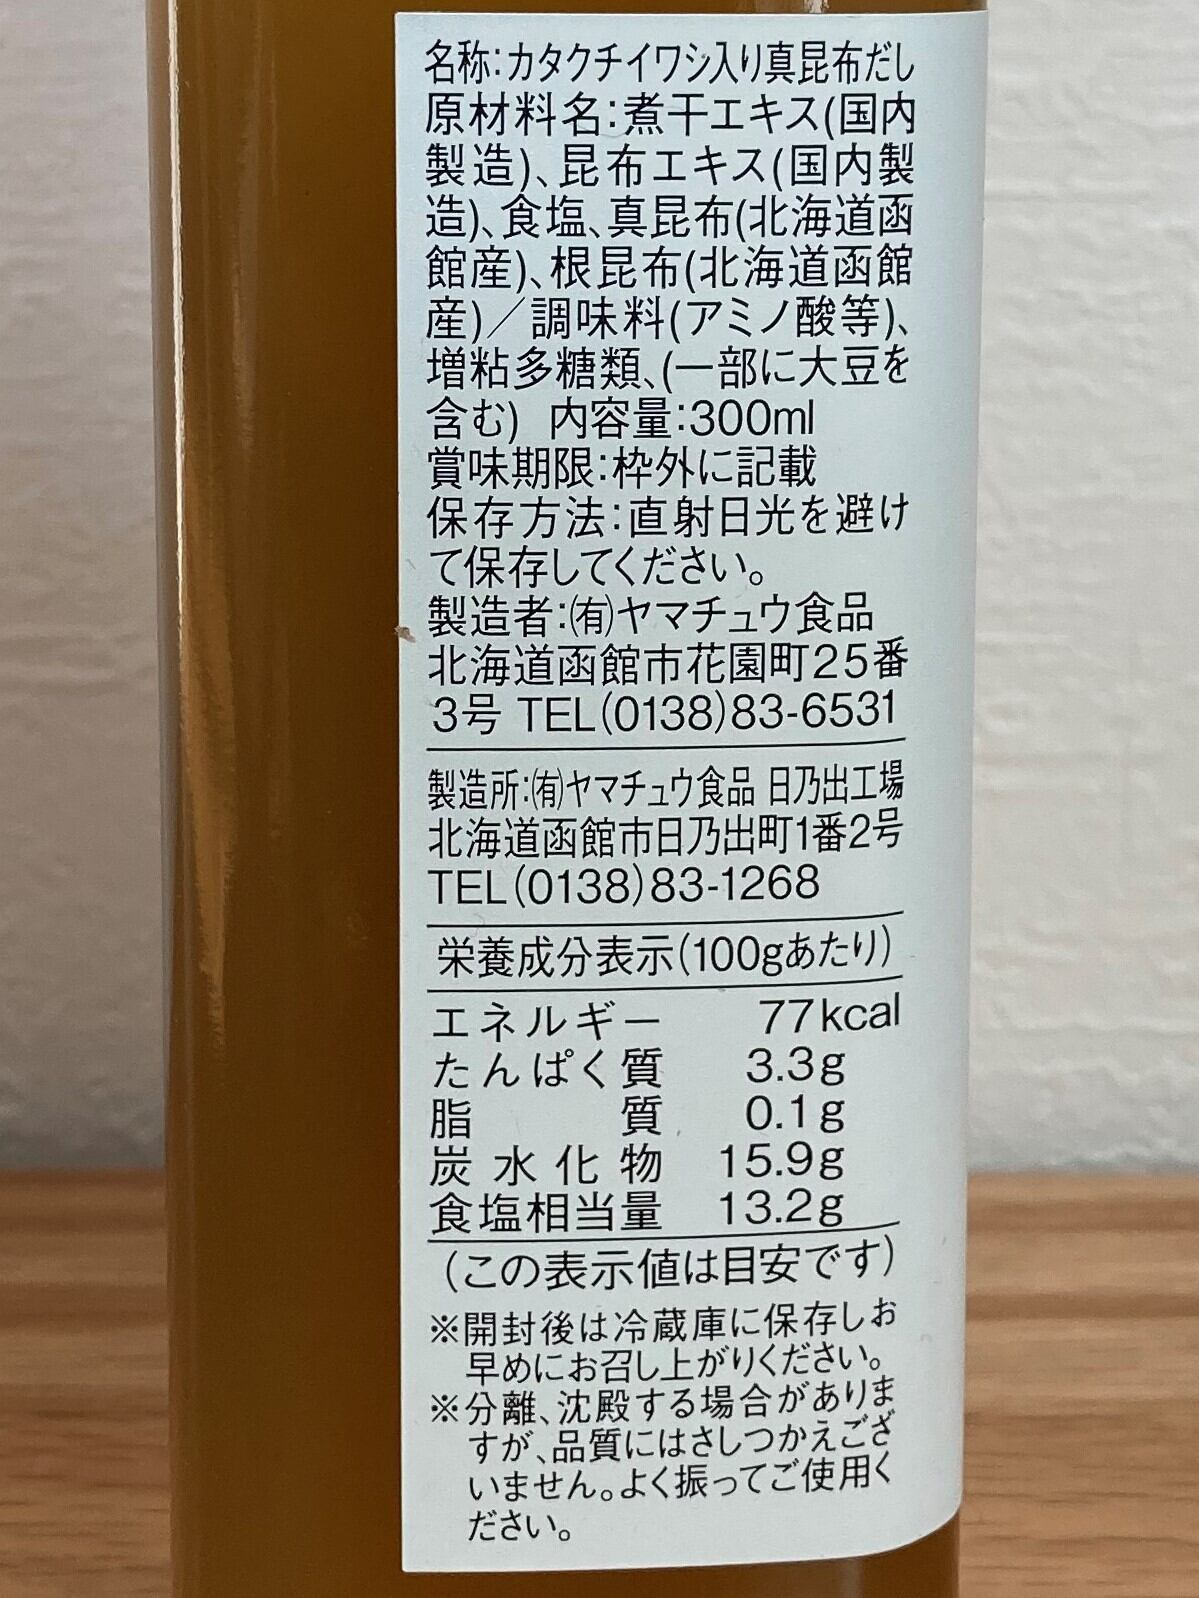 名称:カタクチイワシ入り真昆布だし
原材料名:煮干エキス(国内
製造)、昆布エキス(国内製
造)、食塩、真昆布(北海道函
館産)、根昆布(北海道函館
産)／調味料(アミノ酸等)、
増粘多糖類、(一部に大豆を
含む) 内容量:300ml
賞味期限:枠外に記載
保存方法:直射日光を避け
て保存してください。
製造者:㈲ヤマチュウ食品
北海道函館市花園町25番
3号 TEL(0138)83-6531
製造所:㈲ヤマチュウ食品 日乃出工場
北海道函館市日乃出町1番2号
TEL(0138)83-1268
栄養成分表示(100gあたり)
エネルギー 77kcal
たんぱく質 3.3g
脂質 0.1g
炭水化物 15.9g
食塩相当量 13.2g
(この表示値は目安です)
※開封後は冷蔵庫に保存しお
早めにお召し上がりください。
※分離、沈殿する場合がありま
すが、品質にはさしつかえござ
いません。よく振ってご使用く
ださい。